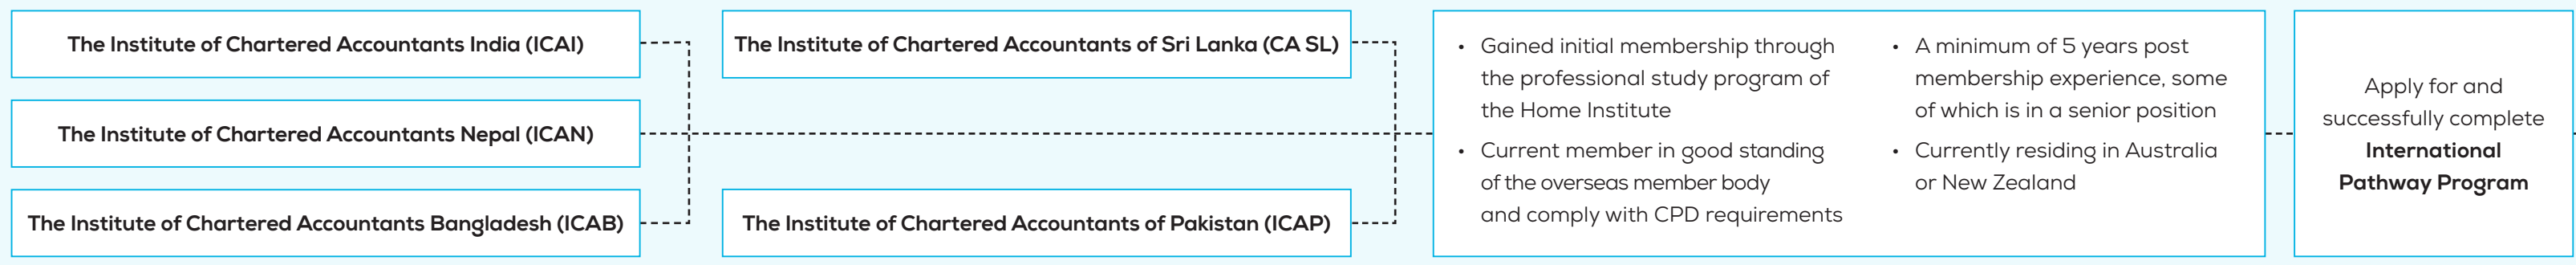 The Institute of Chartered Accountants India (ICAI)
The Institute of Chartered Accountants Nepal (ICAN)
The Institute of Chartered Accountants Bangladesh (ICAB)
The Institute of Chartered Accountants of Sri Lanka (CA SL)
The Institute of Chartered Accountants of Pakistan (ICAP)
• Gained initial membership through
the professional study program of
the Home Institute
• Current member in good standing
of the overseas member body
and comply with CPD requirements
• A minimum of 5 years post
membership experience, some
of which is in a senior position
• Currently residing in Australia
or New Zealand
Apply for and
successfully complete
International
Pathway Program